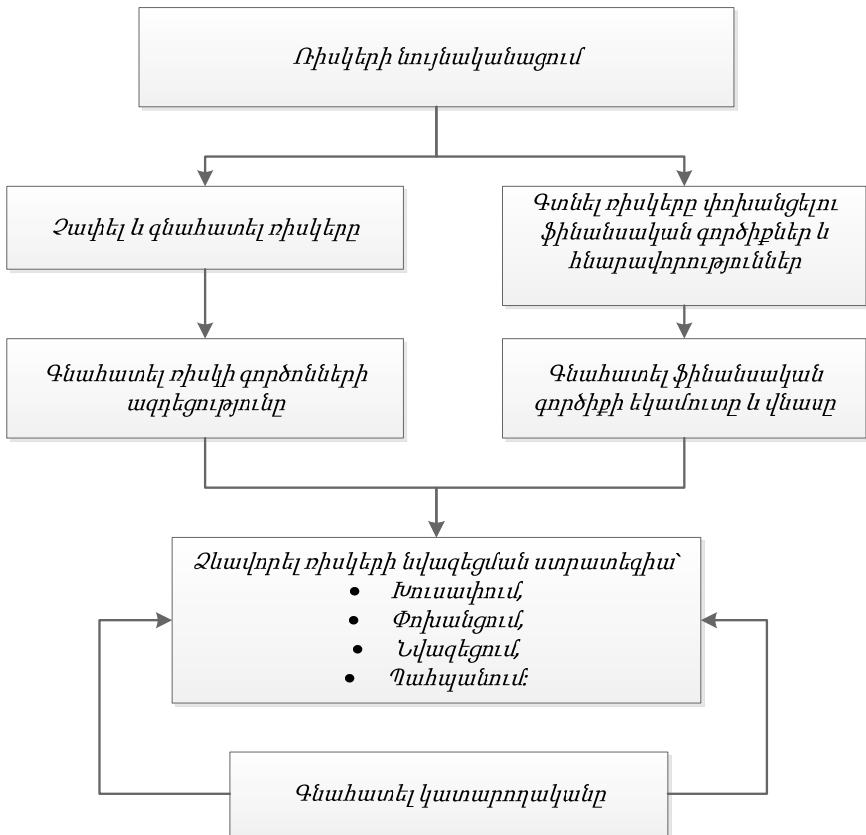 Ռիսկերի նույնականացում
Չափել և գնահատել ռիսկերը
Գտնել ռիսկերը փոխանցելու
ֆինանսական գործիքներ և
հնարավորություններ
Գնահատել ռիսկի գործոնների
ազդեցությունը
Գնահատել ֆինանսական
գործիքի եկամուտը և վնասը
Ձևավորել ռիսկերի նվազեցման ստրատեգիա՝
• Խուսափում,
• Փոխանցում,
• Նվազեցում,
• Պահպանում:
Գնահատել կատարողականը